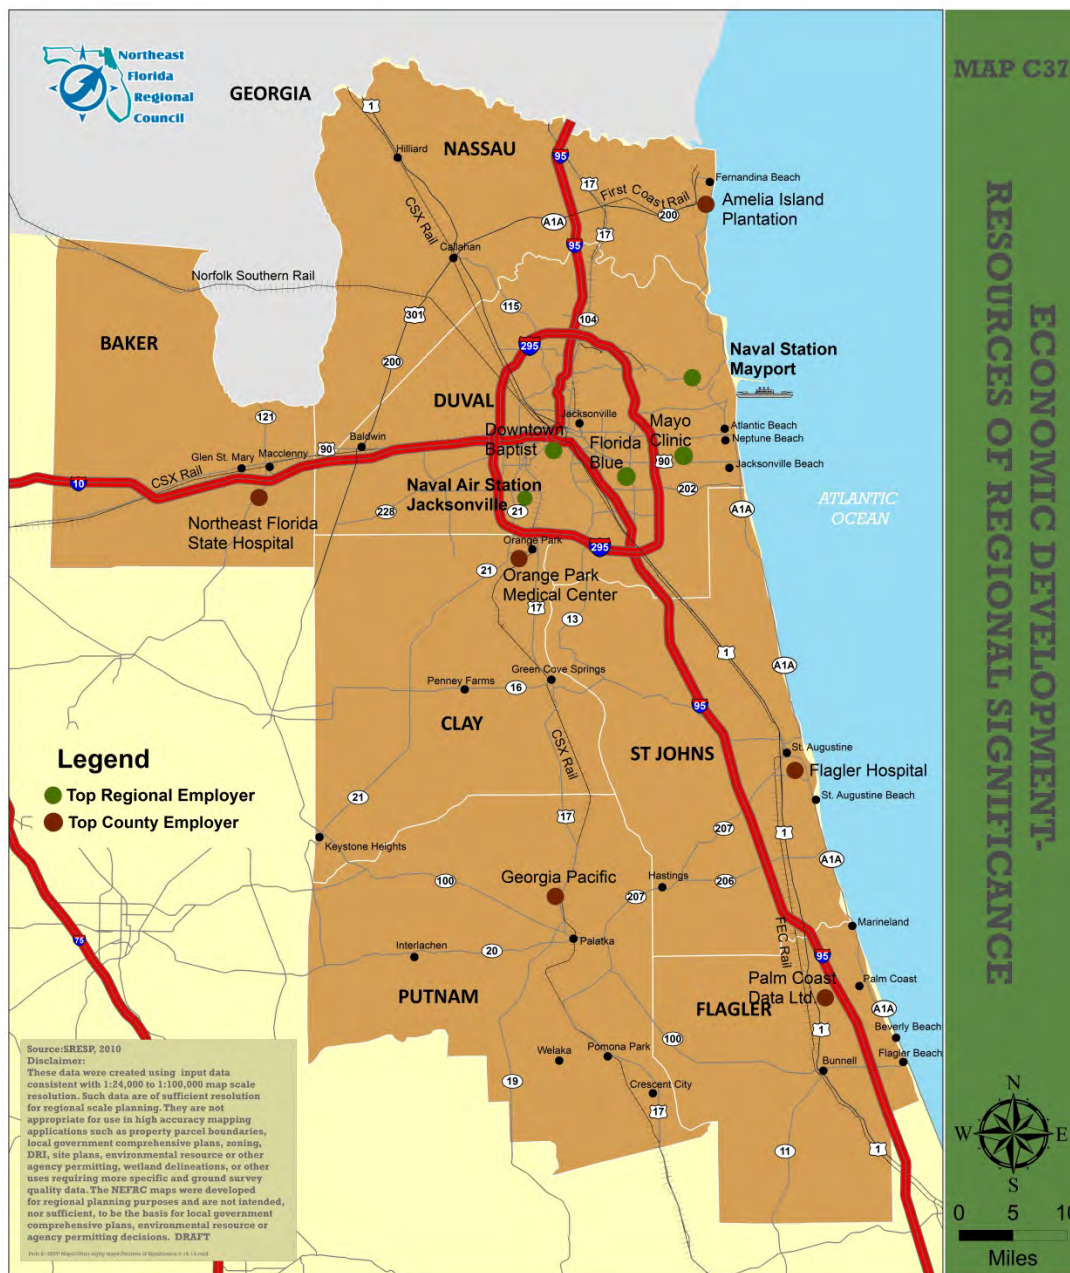 Northeast
Florida
Regional
Council
MAP C37
ECONOMIC DEVELOPMENT-
RESOURCES OF REGIONAL SIGNIFICANCE
GEORGIA
1
Hilliard
NASSAU
95
17
First Coast Rail
Fernandina Beach
Amelia Island
Plantation
200
A1A
17
CSX Rail
95
Callahan
Norfolk Southern Rail
115
301
104
BAKER
200
295
Naval Station
Mayport
DUVAL
121
Jacksonville
Mayo
Clinic
Atlantic Beach
Neptune Beach
Baldwin
90
Downtown
Baptist
Florida
Blue
90
Jacksonville Beach
Glen St. Mary
Macclenny
CSX Rail
10
Naval Air Station
Jacksonville
202
21
228
A1A
ATLANTIC
OCEAN
Northeast Florida
State Hospital
Orange Park
295
21
Orange Park
Medical Center
17
13
1
A1A
Green Cove Springs
Penney Farms
16
95
CLAY
CSX Rail
ST JOHNS
St. Augustine
Flagler Hospital
St. Augustine Beach
Legend
Top Regional Employer
Top County Employer
21
17
207
1
Keystone Heights
A1A
100
Georgia Pacific
207
Hastings
206
Marineland
FEC Rail
75
Interlachen
20
Palatka
95
PUTNAM
Palm Coast
Data Ltd.
Palm Coast
FLAGLER
A1A
Beverly Beach
1
100
Flagler Beach
Bunnell
Welaka
Pomona Park
19
Crescent City
17
11
1
Source:SRESP, 2010
Disclaimer:
These data were created using input data
consistent with 1:24,000 to 1:100,000 map scale
resolution. Such data are of sufficient resolution
for regional scale planning. They are not
appropriate for use in high accuracy mapping
applications such as property parcel boundaries,
local government comprehensive plans, zoning,
DRI, site plans, environmental resource or other
agency permitting, wetland delineations, or other
uses requiring more specific and ground survey
quality data. The NEFRC maps were developed
for regional planning purposes and are not intended,
nor sufficient, to be the basis for local government
comprehensive plans, environmental resource or
agency permitting decisions. DRAFT
N
W
E
S
0 5 10
Miles